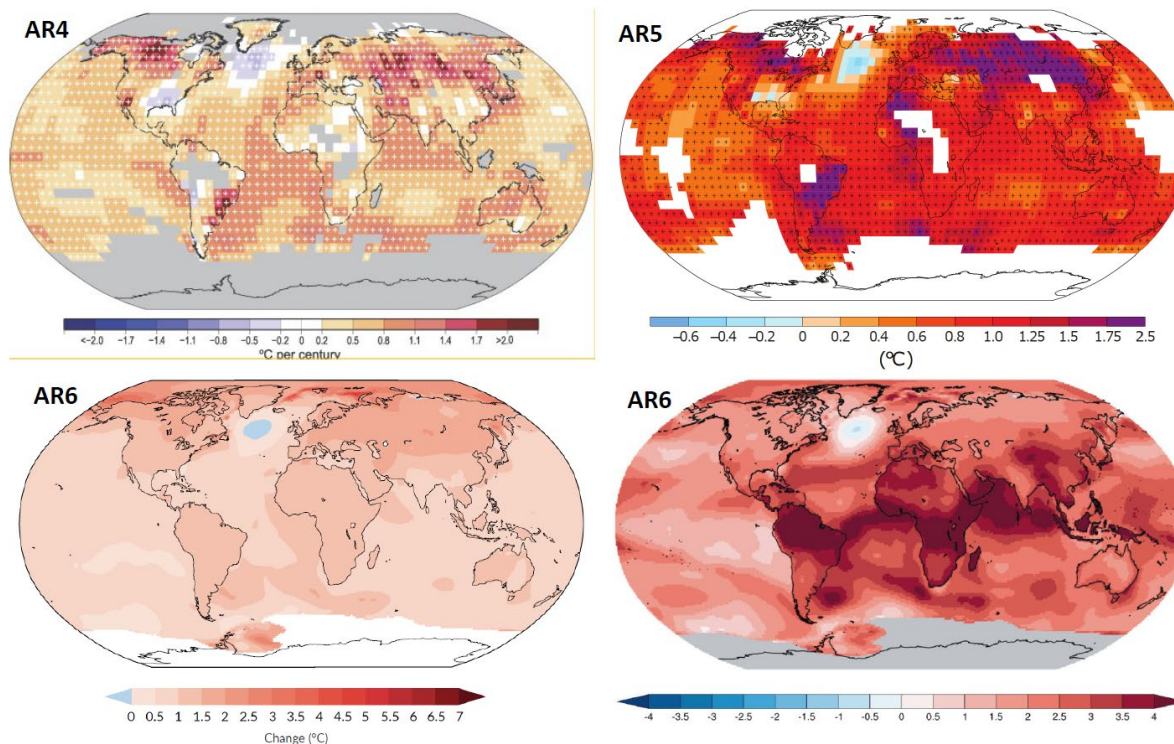 AR4
<-2.0 -1.7 -1.4 -1.1 -0.8 -0.5 -0.2 0 0.2 0.5 0.8 1.1 1.4 1.7 >2.0
°C per century
AR5
-0.6 -0.4 -0.2 0 0.2 0.4 0.6 0.8 1.0 1.25 1.5 1.75 2.5
(°C)
AR6
0 0.5 1 1.5 2 2.5 3 3.5 4 4.5 5 5.5 6 6.5 7
Change (°C)
AR6
-4 -3.5 -3 -2.5 -2 -1.5 -1 -0.5 0 0.5 1 1.5 2 2.5 3 3.5 4